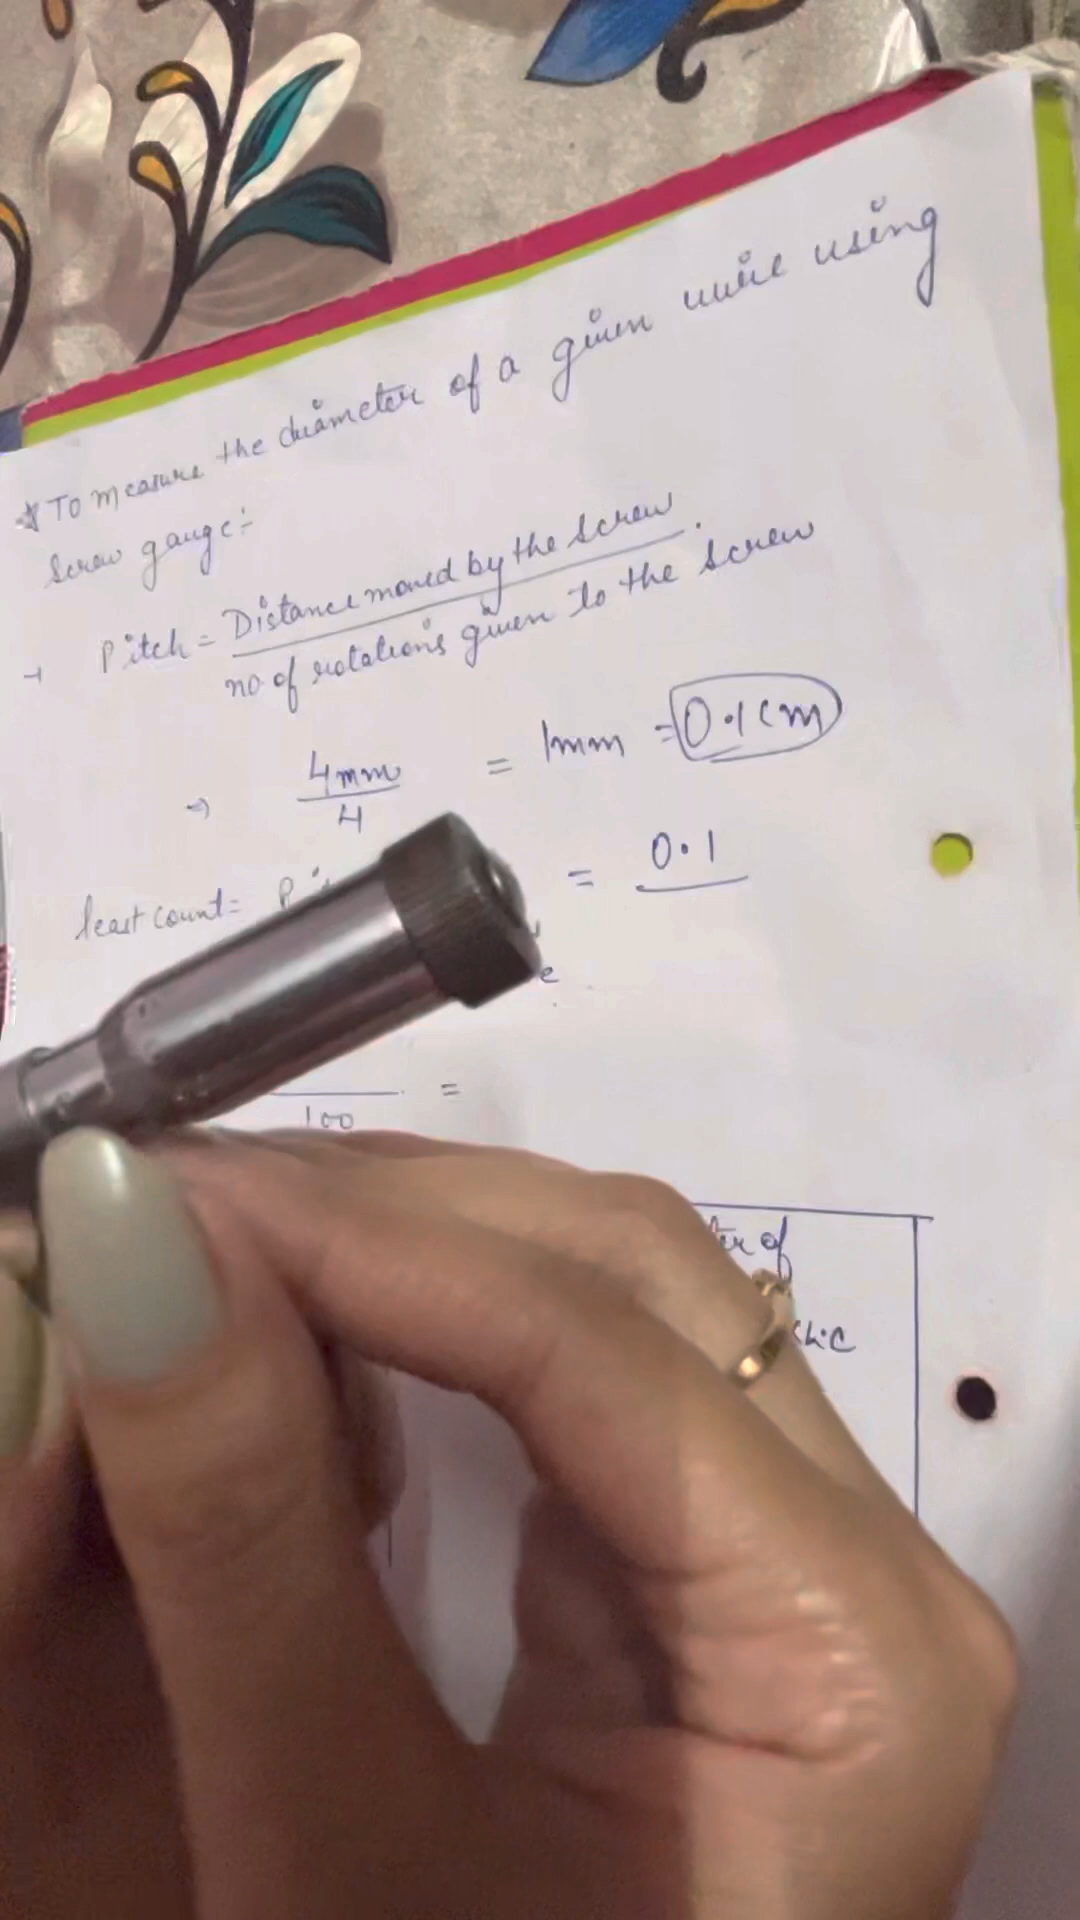 * To measure the diameter of a given wire using
Screw gauge:-
→ Pitch = Distance moved by the screw
no. of rotations given to the screw
→ 4mm = 1mm = 0.1cm
4
least count = = 0.1
=
100
of